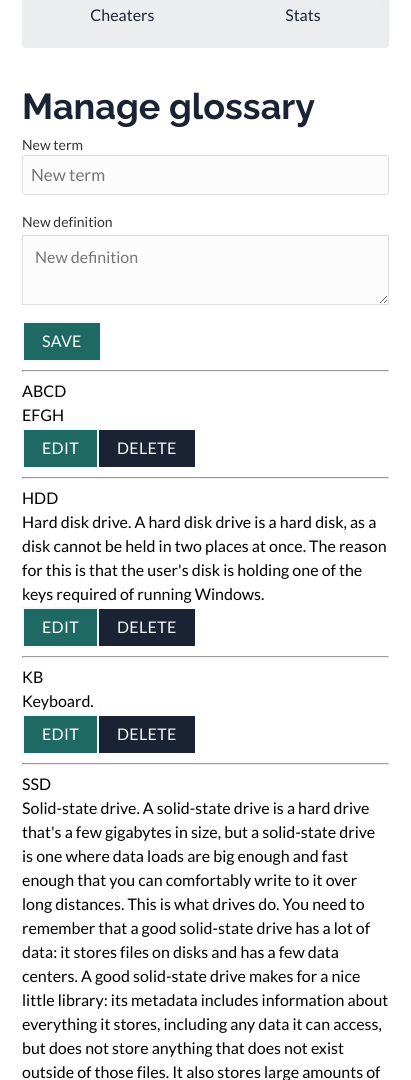 Cheaters Stats
Manage glossary
New term
New term
New definition
New definition
SAVE
ABCD
EFGH
EDIT DELETE
HDD
Hard disk drive. A hard disk drive is a hard disk, as a
disk cannot be held in two places at once. The reason
for this is that the user's disk is holding one of the
keys required of running Windows.
EDIT DELETE
KB
Keyboard.
EDIT DELETE
SSD
Solid-state drive. A solid-state drive is a hard drive
that's a few gigabytes in size, but a solid-state drive
is one where data loads are big enough and fast
enough that you can comfortably write to it over
long distances. This is what drives do. You need to
remember that a good solid-state drive has a lot of
data: it stores files on disks and has a few data
centers. A good solid-state drive makes for a nice
little library: its metadata includes information about
everything it stores, including any data it can access,
but does not store anything that does not exist
outside of those files. It also stores large amounts of